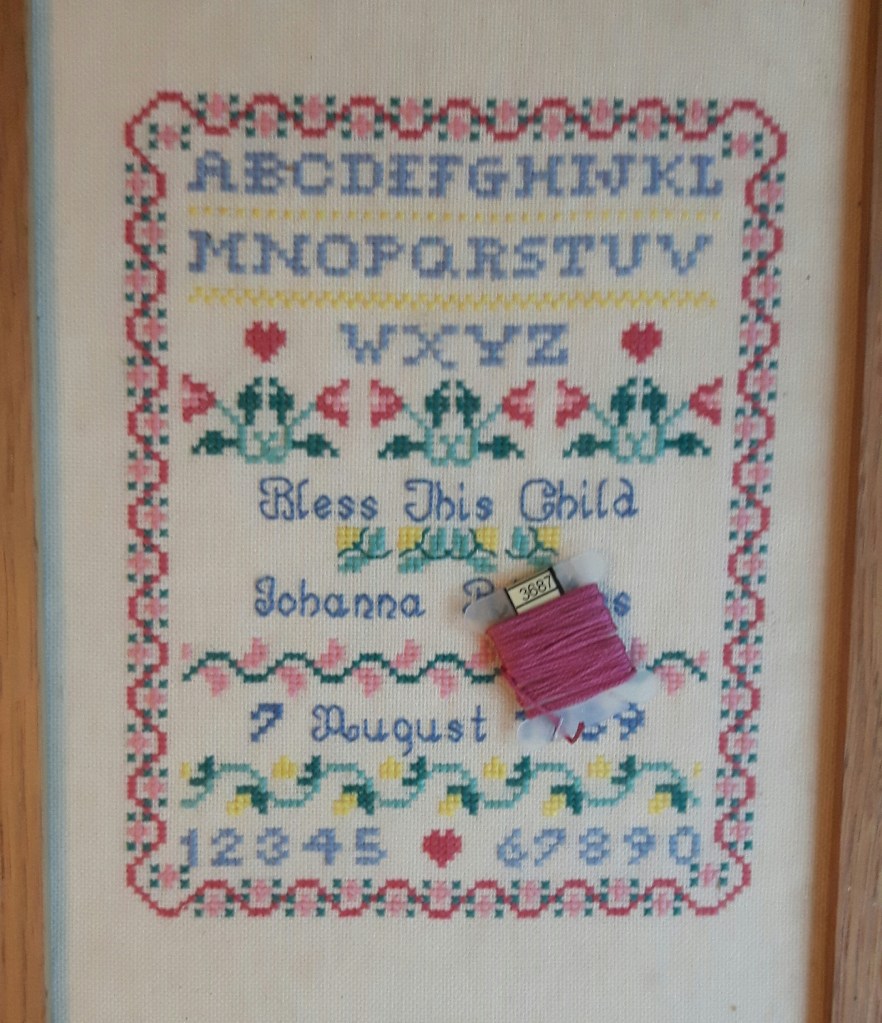 ABCDEFGHIJKL
MNOPQRSTUV
WXYZ
Bless This Child
3687
Johanna
7 August
12345 67890